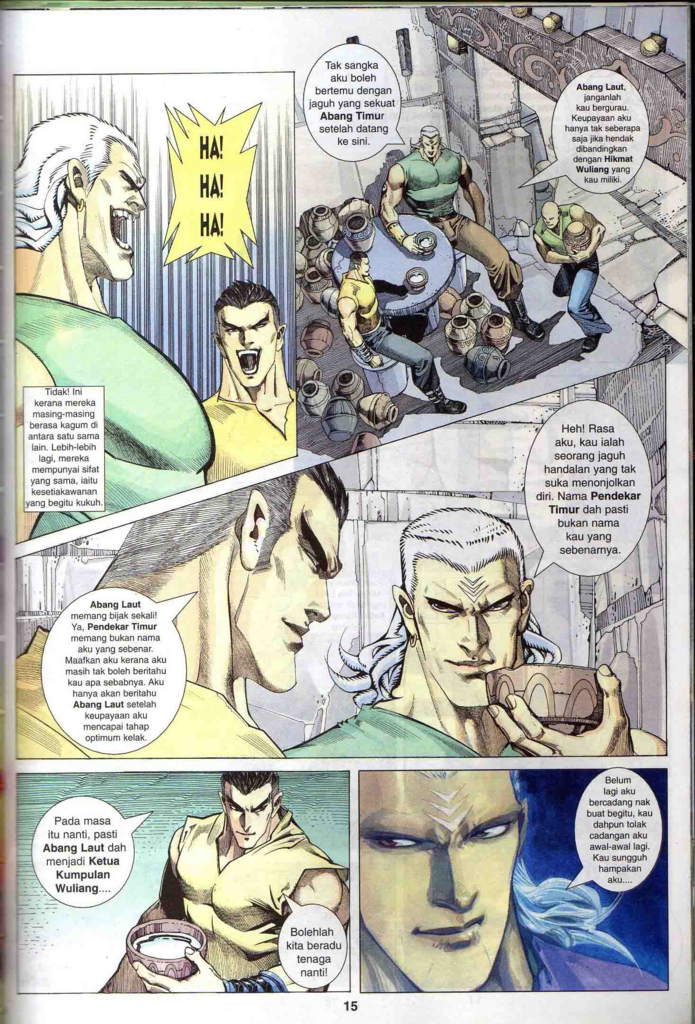 HA!
HA!
HA!
Tidak! Ini
kerana mereka
masing-masing
berasa kagum di
antara satu sama
lain. Lebih-lebih
lagi, mereka
mempunyai sifat
yang sama, iaitu
kesetiakawanan
yang begitu kukuh.
Tak sangka
aku boleh
bertemu dengan
jaguh yang sekuat
Abang Timur
setelah datang
ke sini.
Abang Laut,
janganlah
kau bergurau.
Keupayaan aku
hanya tak seberapa
saja jika hendak
dibandingkan
dengan Hikmat
Wuliang yang
kau miliki.
Heh! Rasa
aku, kau ialah
seorang jaguh
handalan yang tak
suka menonjolkan
diri. Nama Pendekar
Timur dah pasti
bukan nama
kau yang
sebenarnya.
Abang Laut
memang bijak sekali!
Ya, Pendekar Timur
memang bukan nama
aku yang sebenar.
Maafkan aku kerana aku
masih tak boleh beritahu
kau apa sebabnya. Aku
hanya akan beritahu
Abang Laut setelah
keupayaan aku
mencapai tahap
optimum kelak.
Pada masa
itu nanti, pasti
Abang Laut dah
menjadi Ketua
Kumpulan
Wuliang....
Bolehlah
kita beradu
tenaga
nanti!
Belum
lagi aku
bercadang nak
buat begitu, kau
dahpun tolak
cadangan aku
awal-awal lagi.
Kau sungguh
hampakan
aku....
15